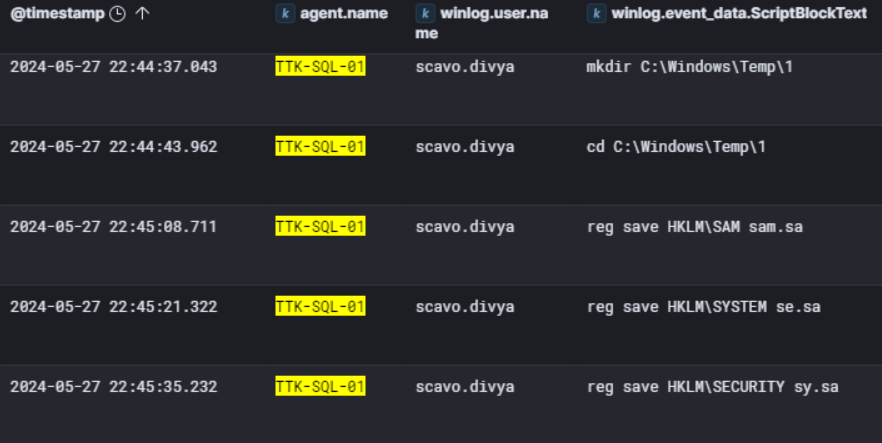 @timestamp k agent.name k winlog.user.na k winlog.event_data.ScriptBlockText
me
2024-05-27 22:44:37.043 TTK-SQL-01 scavo.divya mkdir C:\Windows\Temp\1
2024-05-27 22:44:43.962 TTK-SQL-01 scavo.divya cd C:\Windows\Temp\1
2024-05-27 22:45:08.711 TTK-SQL-01 scavo.divya reg save HKLM\SAM sam.sa
2024-05-27 22:45:21.322 TTK-SQL-01 scavo.divya reg save HKLM\SYSTEM se.sa
2024-05-27 22:45:35.232 TTK-SQL-01 scavo.divya reg save HKLM\SECURITY sy.sa